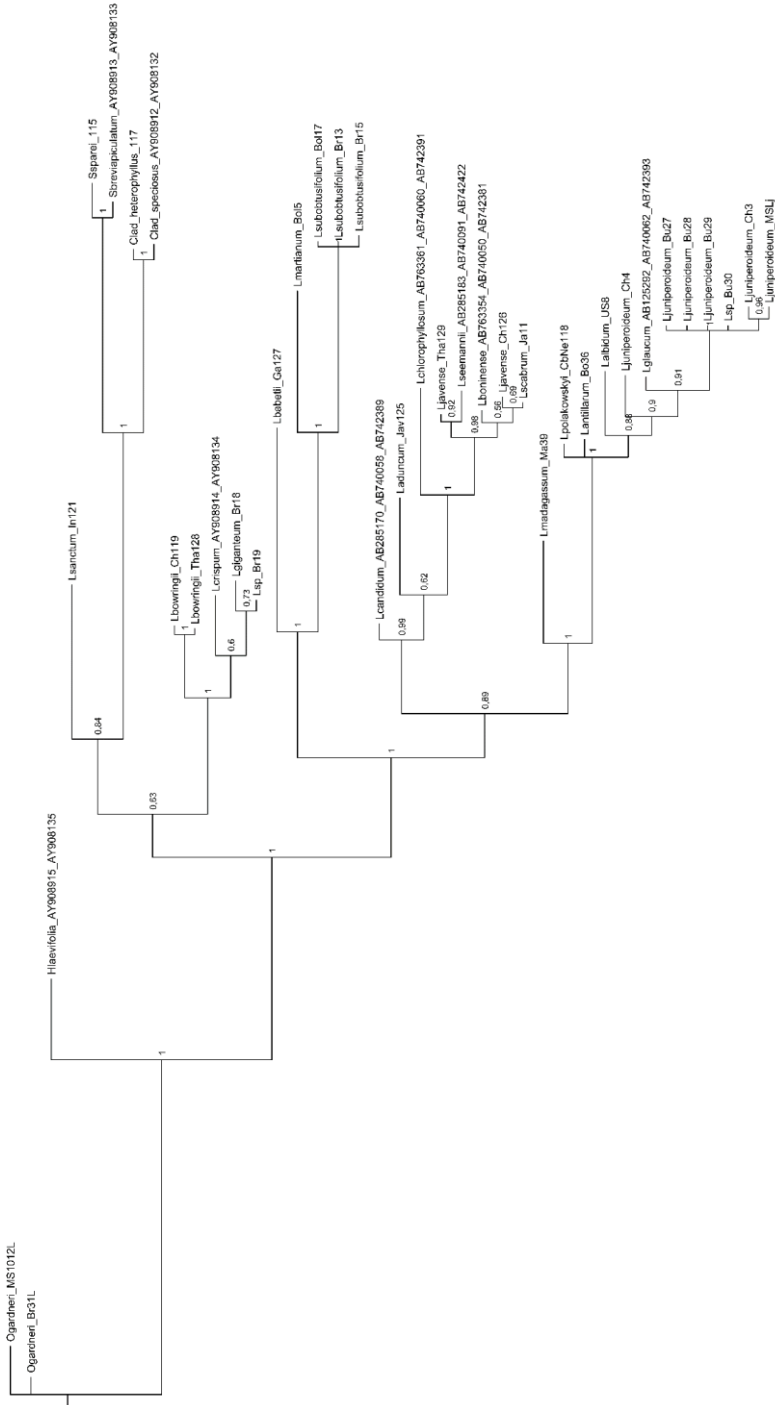 Ogardneri_MS1012L
Ogardneri_Br31L
Hlaevifolia_AY908915_AY908135
1
1
Lsanctum_In121
Ssparei_115
Sbreviapiculatum_AY908913_AY908133
1
Clad_heterophyllus_117
Clad_speciosus_AY908912_AY908132
1
1
0,84
0,63
Lbowringii_Ch119
Lbowringii_Tha128
1
Lcrispum_AY908914_AY908134
Lgiganteum_Br18
Lsp_Br19
0,73
0,6
1
1
Lbabetii_Ga127
Lmartianum_Bol5
Lsubobtusifolium_Bol17
Lsubobtusifolium_Br13
Lsubobtusifolium_Br15
1
1
1
Lcandidum_AB285170_AB740058_AB742389
Laduncum_Jav125
Lchlorophyllosum_AB763361_AB740060_AB742391
Ljavense_Tha129
Lseemannii_AB285183_AB740091_AB742422
0,92
Lboninense_AB763354_AB740050_AB742381
Ljavense_Ch126
Lscabrum_Ja11
0,69
0,56
0,98
1
0,62
0,99
0,89
Lmadagassum_Ma39
Lpolakowskyi_CbNe118
Lantillarum_Bo36
1
1
Lalbidum_US8
Ljuniperoideum_Ch4
Lglaucum_AB125292_AB740062_AB742393
Ljuniperoideum_Bu27
Ljuniperoideum_Bu28
Ljuniperoideum_Bu29
Lsp_Bu30
Ljuniperoideum_Ch3
Ljuniperoideum_MSLj
0,96
1
0,91
0,9
0,88